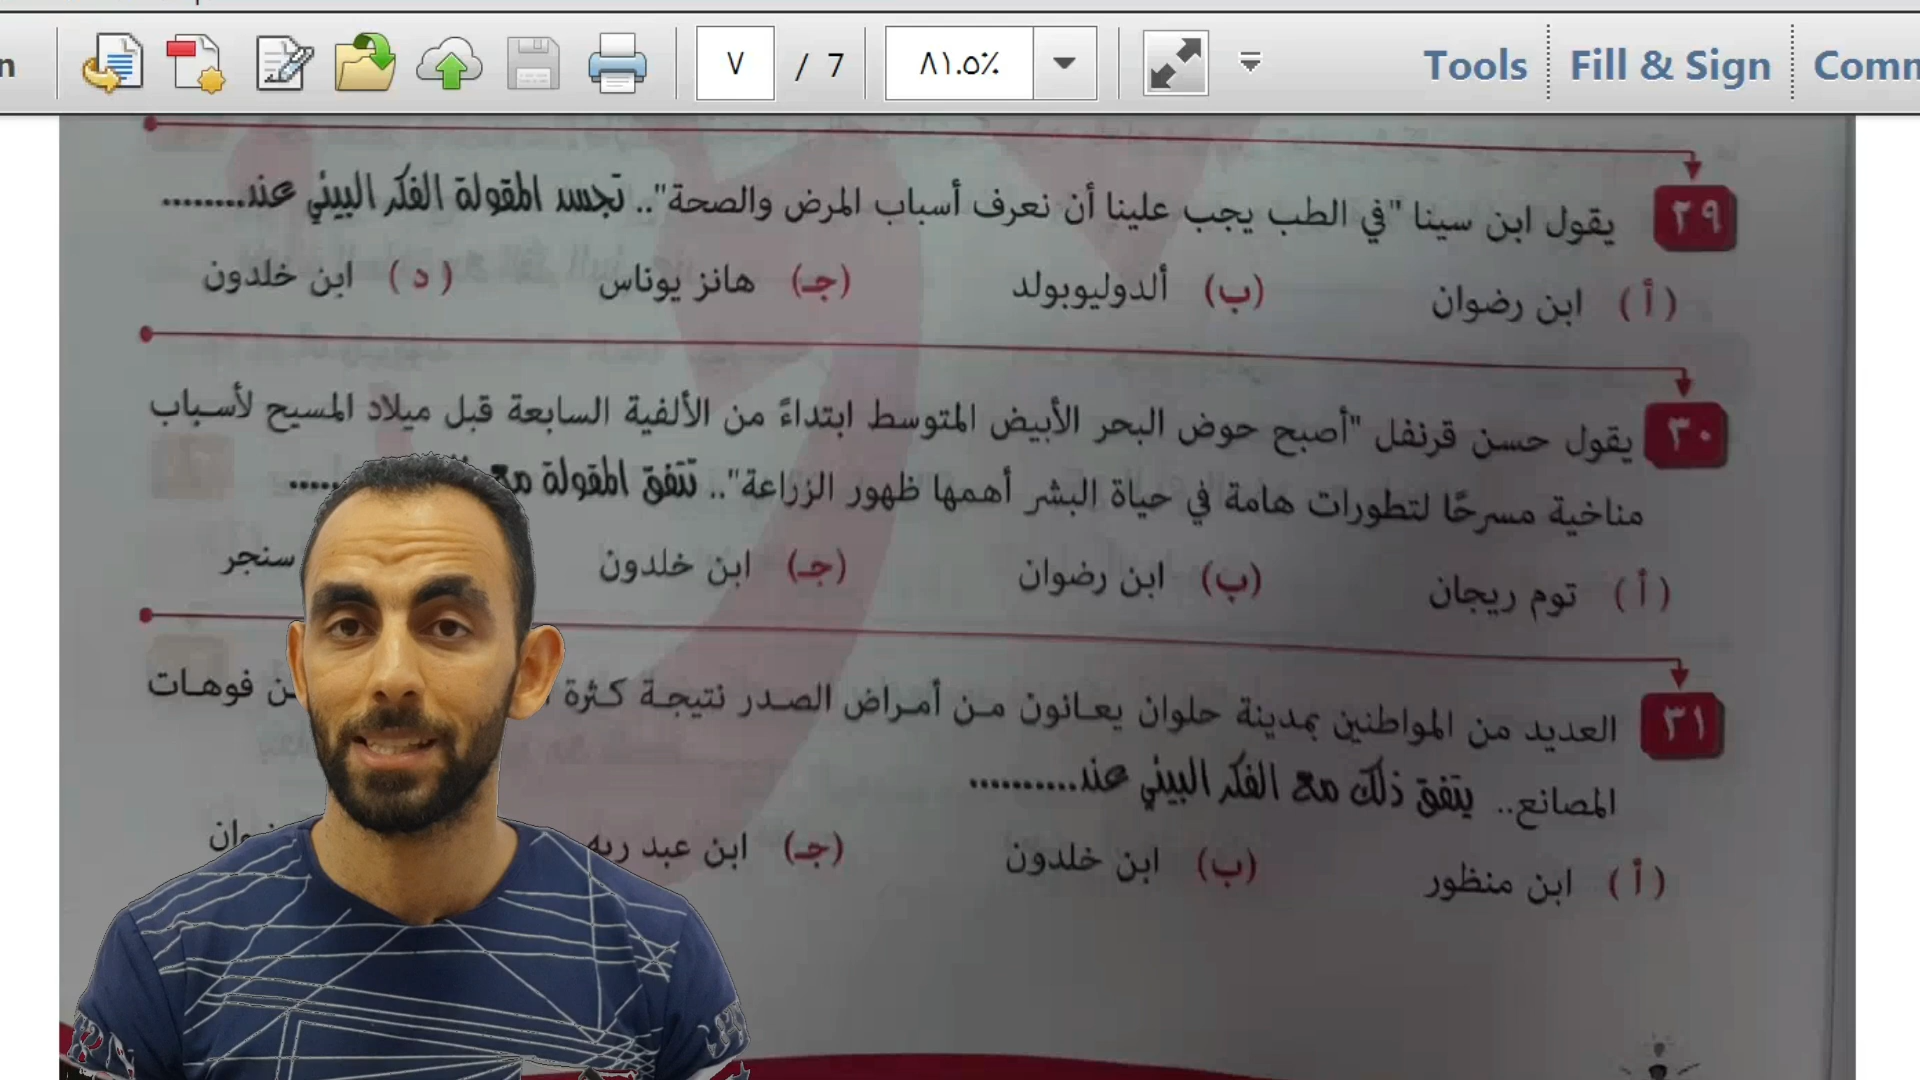 ٧ / 7
٨١.٥٪
Tools
Fill & Sign
Comm
٢٩ يقول ابن سينا "في الطب يجب علينا أن نعرف أسباب المرض والصحة".. تجسد المقولة الفكر البيئي عند........
(أ) ابن رضوان (ب) ألدوليوبولد (جـ) هانز يوناس (د) ابن خلدون
٣٠ يقول حسن قرنفل "أصبح حوض البحر الأبيض المتوسط ابتداءً من الألفية السابعة قبل ميلاد المسيح لأسباب
مناخية مسرحًا لتطورات هامة في حياة البشر أهمها ظهور الزراعة".. تتفق المقولة مع ......
(أ) توم ريجان (ب) ابن رضوان (جـ) ابن خلدون سنجر
٣١ العديد من المواطنين بمدينة حلوان يعانون من أمراض الصدر نتيجة كثرة فوهات
المصانع.. يتفق ذلك مع الفكر البيئي عند..........
(أ) ابن منظور (ب) ابن خلدون (جـ) ابن عبد ربه